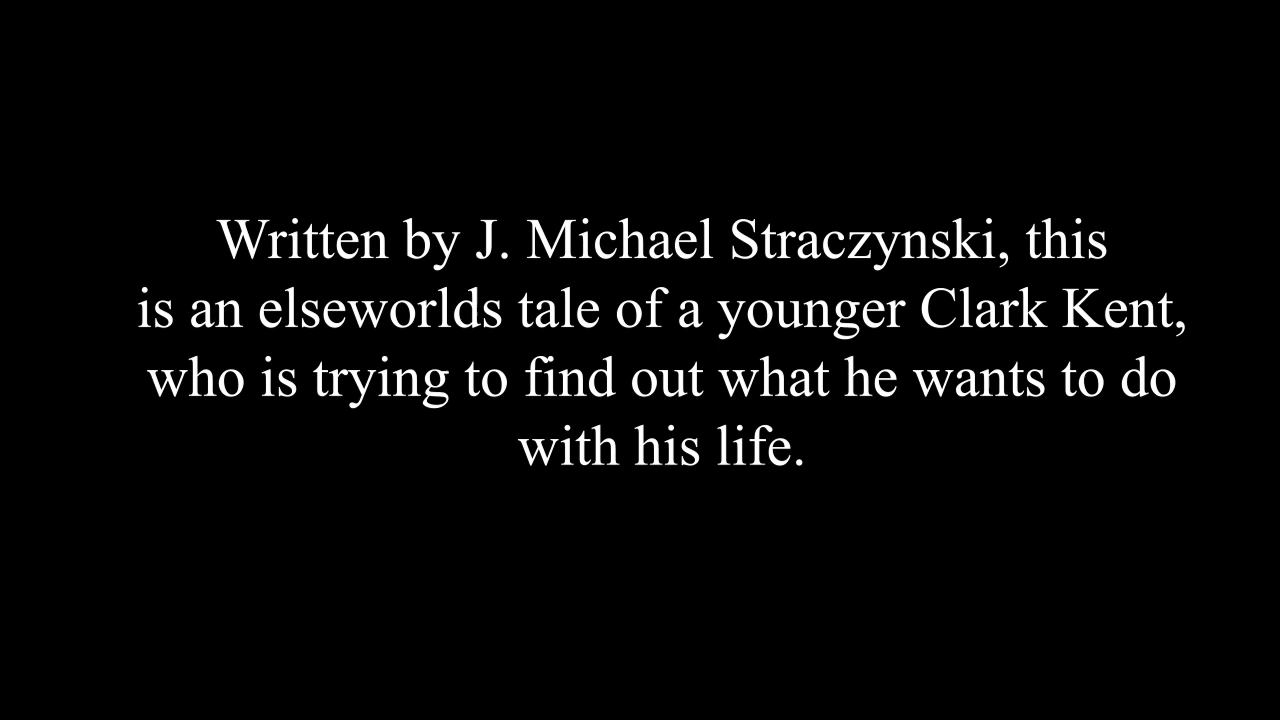 Written by J. Michael Straczynski, this
is an elseworlds tale of a younger Clark Kent,
who is trying to find out what he wants to do
with his life.